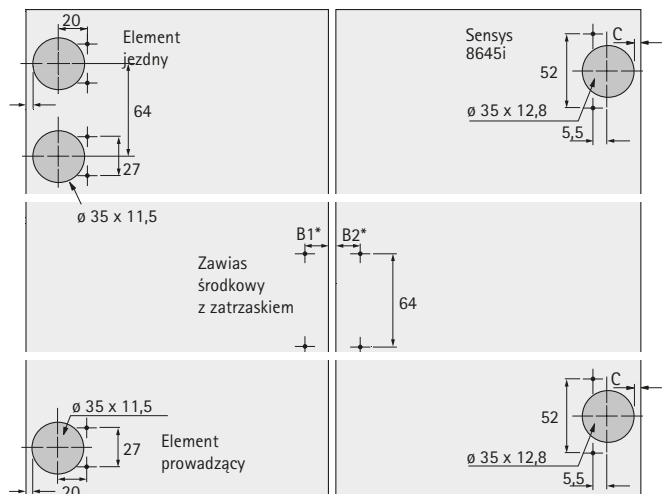 20
Element
jezdny
64
27
ø 35 x 11,5
Sensys
8645i
C
52
ø 35 x 12,8
5,5
B1*
B2*
Zawias
środkowy
z zatrzaskiem
64
ø 35 x 11,5
27
Element
prowadzący
20
C
52
ø 35 x 12,8
5,5